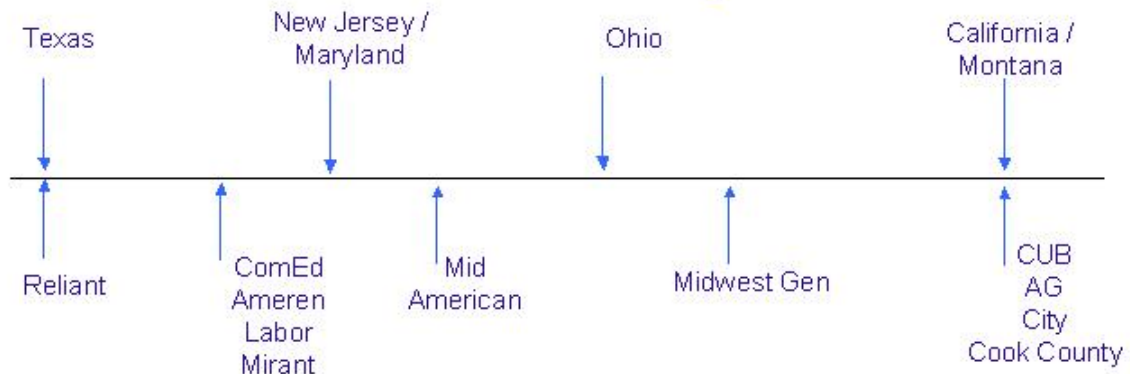 Texas
New Jersey /
Maryland
Ohio
California /
Montana
Reliant
ComEd
Ameren
Labor
Mirant
Mid
American
Midwest Gen
CUB
AG
City
Cook County